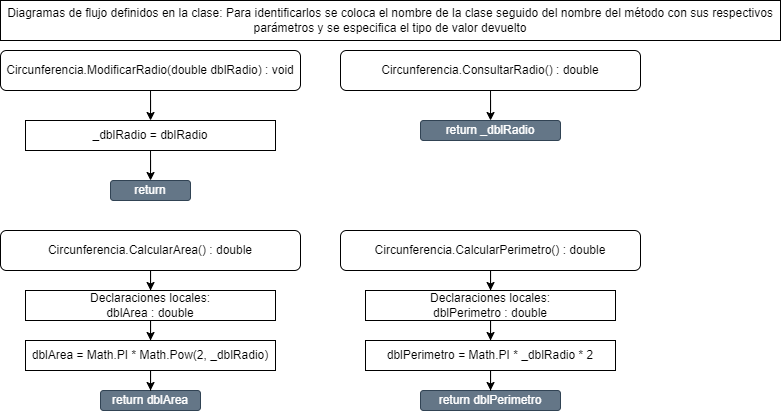 Diagramas de flujo definidos en la clase: Para identificarlos se coloca el nombre de la clase seguido del nombre del método con sus respectivos
parámetros y se especifica el tipo de valor devuelto
Circunferencia.ModificarRadio(double dblRadio) : void
_dblRadio = dblRadio
return
Circunferencia.ConsultarRadio() : double
return _dblRadio
Circunferencia.CalcularArea() : double
Declaraciones locales:
dblArea : double
dblArea = Math.PI * Math.Pow(2, _dblRadio)
return dblArea
Circunferencia.CalcularPerimetro() : double
Declaraciones locales:
dblPerimetro : double
dblPerimetro = Math.PI * _dblRadio * 2
return dblPerimetro